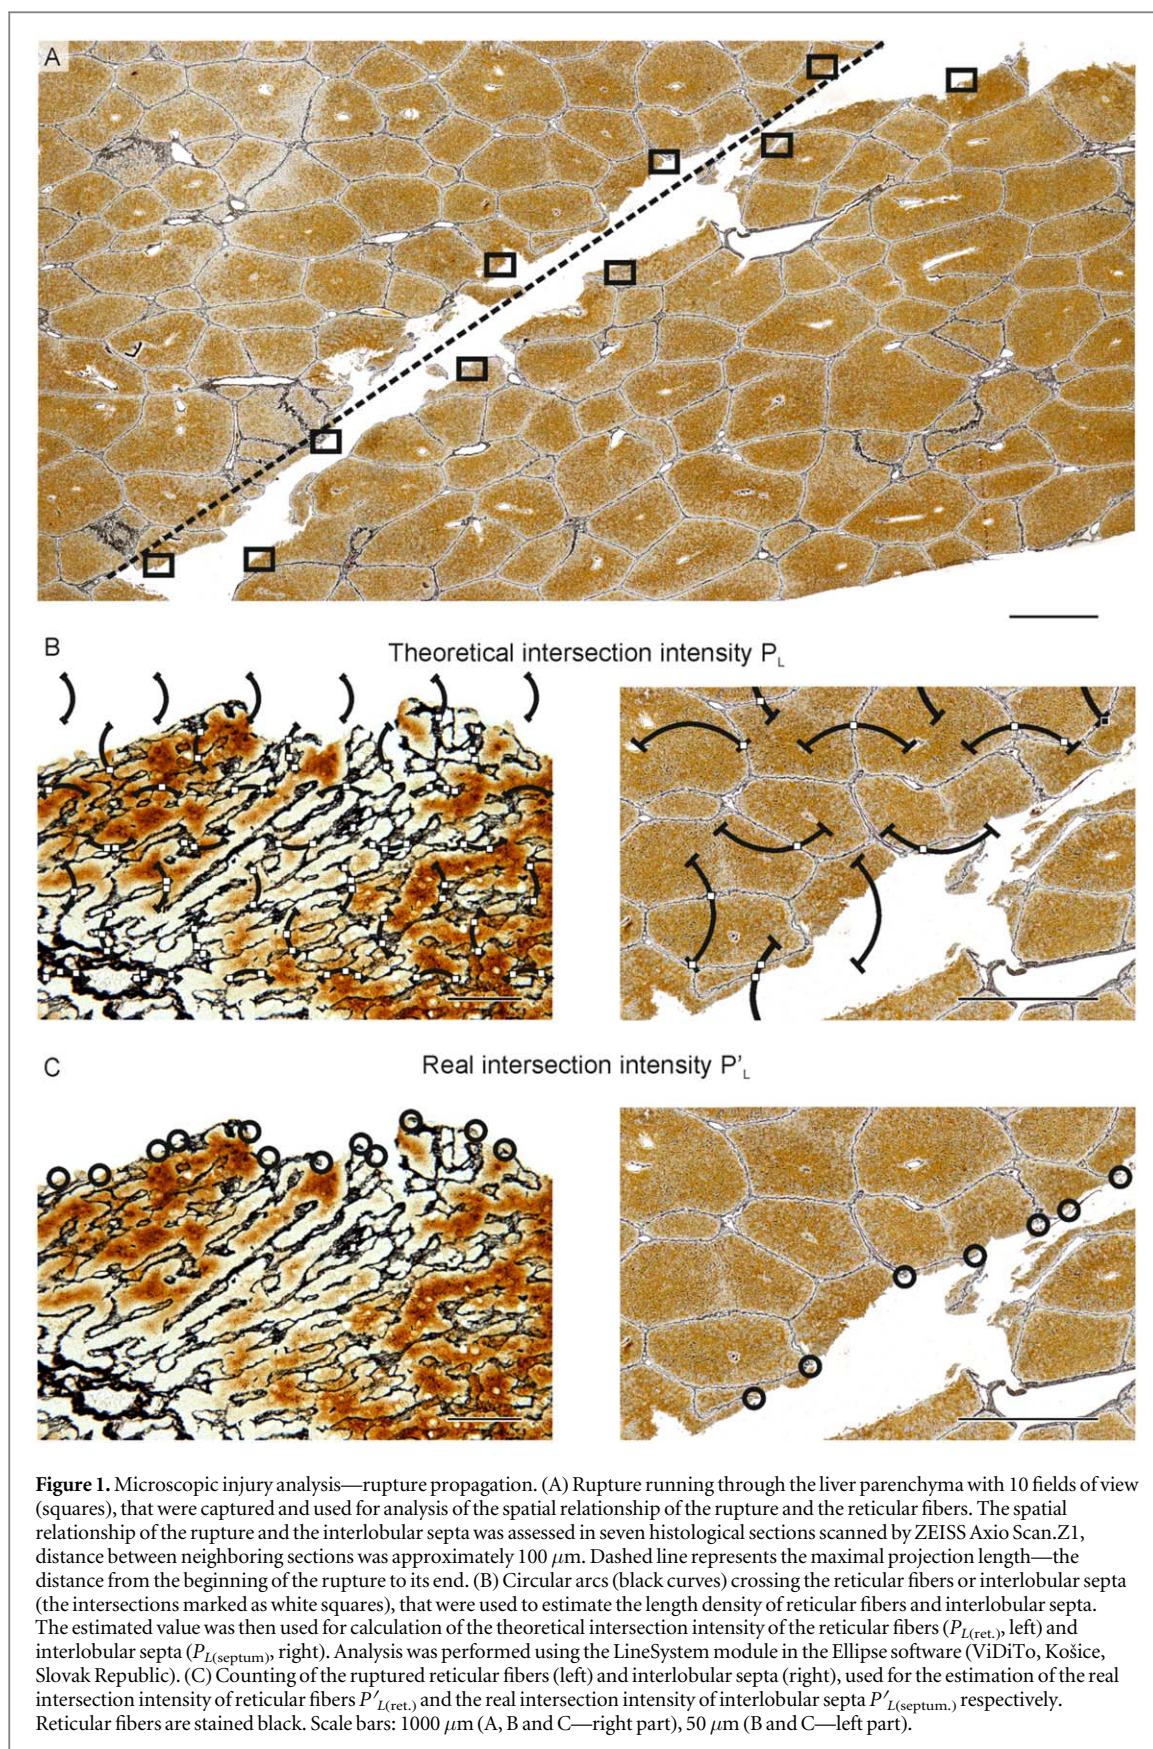 A
B
Theoretical intersection intensity P_L
C
Real intersection intensity P'_L
Figure 1. Microscopic injury analysis—rupture propagation. (A) Rupture running through the liver parenchyma with 10 fields of view
(squares), that were captured and used for analysis of the spatial relationship of the rupture and the reticular fibers. The spatial
relationship of the rupture and the interlobular septa was assessed in seven histological sections scanned by ZEISS Axio Scan.Z1,
distance between neighboring sections was approximately 100 μm. Dashed line represents the maximal projection length—the
distance from the beginning of the rupture to its end. (B) Circular arcs (black curves) crossing the reticular fibers or interlobular septa
(the intersections marked as white squares), that were used to estimate the length density of reticular fibers and interlobular septa.
The estimated value was then used for calculation of the theoretical intersection intensity of the reticular fibers (P_L(ret.), left) and
interlobular septa (P_L(septum), right). Analysis was performed using the LineSystem module in the Ellipse software (ViDiTo, Košice,
Slovak Republic). (C) Counting of the ruptured reticular fibers (left) and interlobular septa (right), used for the estimation of the real
intersection intensity of reticular fibers P′_L(ret.) and the real intersection intensity of interlobular septa P′_L(septum.) respectively.
Reticular fibers are stained black. Scale bars: 1000 μm (A, B and C—right part), 50 μm (B and C—left part).